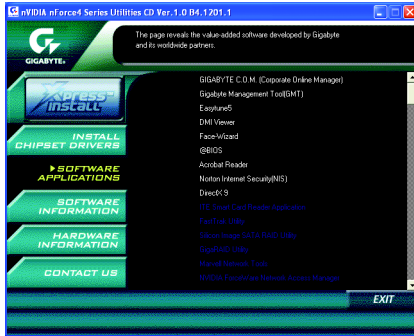 nVIDIA nForce4 Series Utilities CD Ver.1.0 B4.1201.1
The page reveals the value-added software developed by Gigabyte
and its worldwide partners.
GIGABYTE
Xpress-
Install
INSTALL
CHIPSET DRIVERS
SOFTWARE
APPLICATIONS
SOFTWARE
INFORMATION
HARDWARE
INFORMATION
CONTACT US
GIGABYTE C.O.M. (Corporate Online Manager)
Gigabyte Management Tool(GMT)
Easytune5
DMI Viewer
Face-Wizard
@BIOS
Acrobat Reader
Norton Internet Security(NIS)
DirectX 9
EXIT